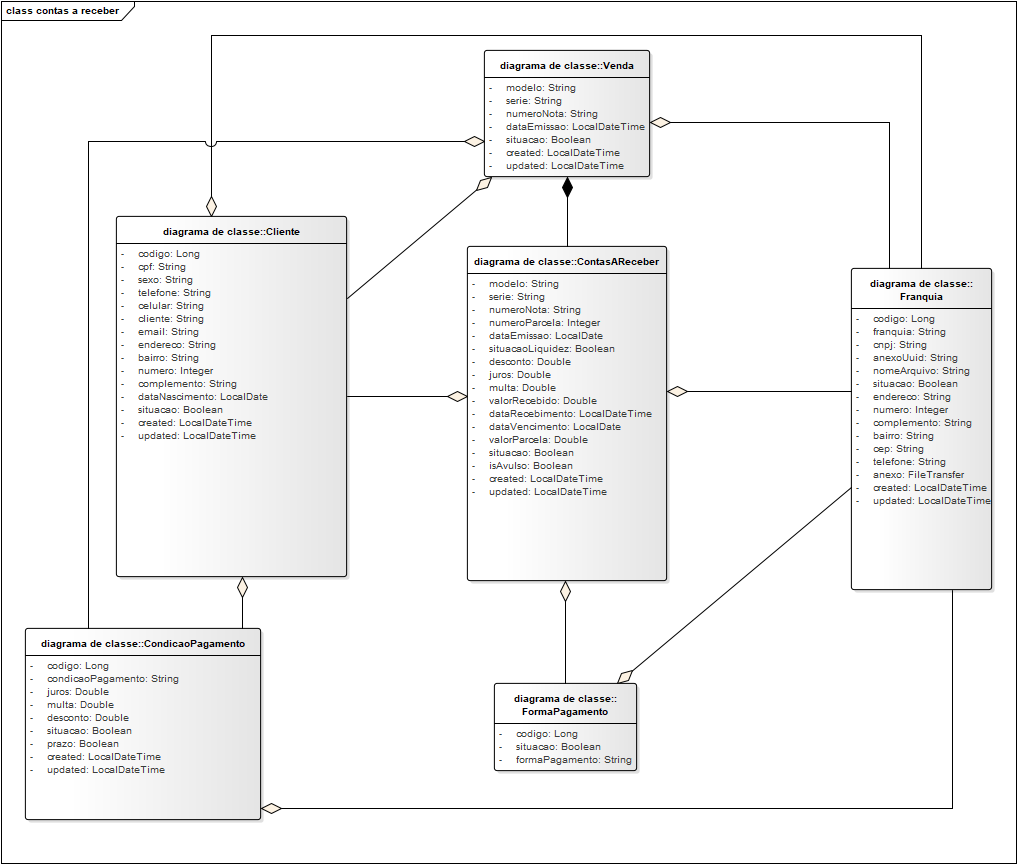 class contas a receber
diagrama de classe::Venda
- modelo: String
- serie: String
- numeroNota: String
- dataEmissao: LocalDateTime
- situacao: Boolean
- created: LocalDateTime
- updated: LocalDateTime
diagrama de classe::Cliente
- codigo: Long
- cpf: String
- sexo: String
- telefone: String
- celular: String
- cliente: String
- email: String
- endereco: String
- bairro: String
- numero: Integer
- complemento: String
- dataNascimento: LocalDate
- situacao: Boolean
- created: LocalDateTime
- updated: LocalDateTime
diagrama de classe::ContasAReceber
- modelo: String
- serie: String
- numeroNota: String
- numeroParcela: Integer
- dataEmissao: LocalDate
- situacaoLiquidez: Boolean
- desconto: Double
- juros: Double
- multa: Double
- valorRecebido: Double
- dataRecebimento: LocalDateTime
- dataVencimento: LocalDate
- valorParcela: Double
- situacao: Boolean
- isAvulso: Boolean
- created: LocalDateTime
- updated: LocalDateTime
diagrama de classe::
Franquia
- codigo: Long
- franquia: String
- cnpj: String
- anexoUuid: String
- nomeArquivo: String
- situacao: Boolean
- endereco: String
- numero: Integer
- complemento: String
- bairro: String
- cep: String
- telefone: String
- anexo: FileTransfer
- created: LocalDateTime
- updated: LocalDateTime
diagrama de classe::CondicaoPagamento
- codigo: Long
- condicaoPagamento: String
- juros: Double
- multa: Double
- desconto: Double
- situacao: Boolean
- prazo: Boolean
- created: LocalDateTime
- updated: LocalDateTime
diagrama de classe::
FormaPagamento
- codigo: Long
- situacao: Boolean
- formaPagamento: String